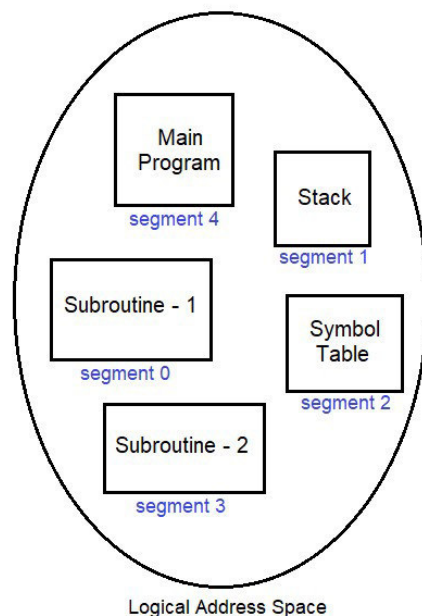 Main
Program
segment 4
Stack
segment 1
Subroutine - 1
segment 0
Symbol
Table
segment 2
Subroutine - 2
segment 3
Logical Address Space